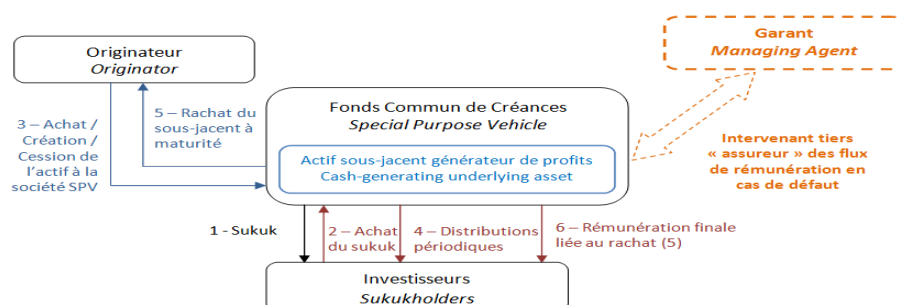 Originateur
Originator
Garant
Managing Agent
3 – Achat /
Création /
Cession de
l'actif à la
société SPV
5 – Rachat du
sous-jacent à
maturité
Fonds Commun de Créances
Special Purpose Vehicle
Actif sous-jacent générateur de profits
Cash-generating underlying asset
Intervenant tiers
« assureur » des flux
de rémunération en
cas de défaut
1 - Sukuk
2 – Achat
du sukuk
4 – Distributions
périodiques
6 – Rémunération finale
liée au rachat (5)
Investisseurs
Sukukholders